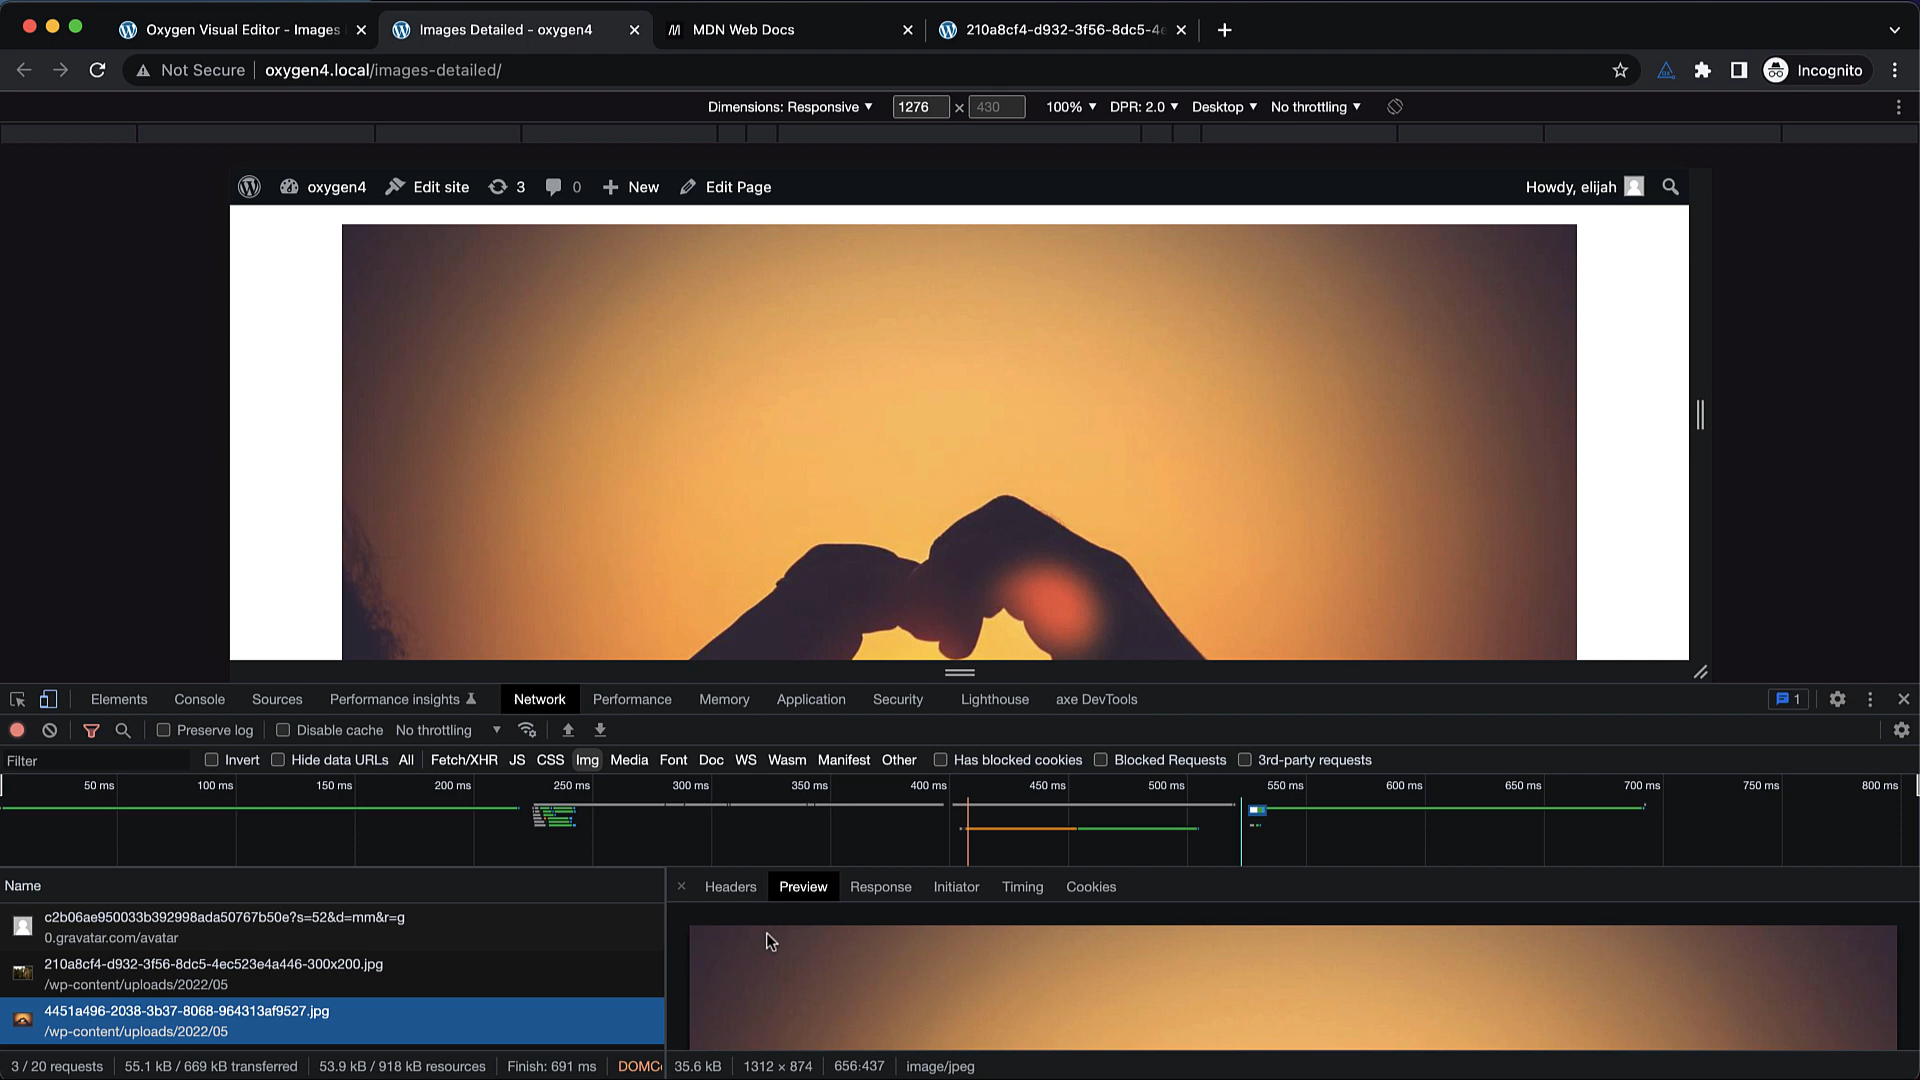 Oxygen Visual Editor - Images
Images Detailed - oxygen4
MDN Web Docs
210a8cf4-d932-3f56-8dc5-4e
Not Secure
oxygen4.local/images-detailed/
Incognito
Dimensions: Responsive
1276
×
430
100%
DPR: 2.0
Desktop
No throttling
oxygen4
Edit site
3
0
New
Edit Page
Howdy, elijah
Elements
Console
Sources
Performance insights
Network
Performance
Memory
Application
Security
Lighthouse
axe DevTools
1
Preserve log
Disable cache
No throttling
Filter
Invert
Hide data URLs
All
Fetch/XHR
JS
CSS
Img
Media
Font
Doc
WS
Wasm
Manifest
Other
Has blocked cookies
Blocked Requests
3rd-party requests
50 ms
100 ms
150 ms
200 ms
250 ms
300 ms
350 ms
400 ms
450 ms
500 ms
550 ms
600 ms
650 ms
700 ms
750 ms
800 ms
Name
Headers
Preview
Response
Initiator
Timing
Cookies
c2b06ae950033b392998ada50767b50e?s=52&d=mm&r=g
0.gravatar.com/avatar
210a8cf4-d932-3f56-8dc5-4ec523e4a446-300x200.jpg
/wp-content/uploads/2022/05
4451a496-2038-3b37-8068-964313af9527.jpg
/wp-content/uploads/2022/05
3 / 20 requests
55.1 kB / 669 kB transferred
53.9 kB / 918 kB resources
Finish: 691 ms
DOMC
35.6 kB
1312 × 874
656:437
image/jpeg